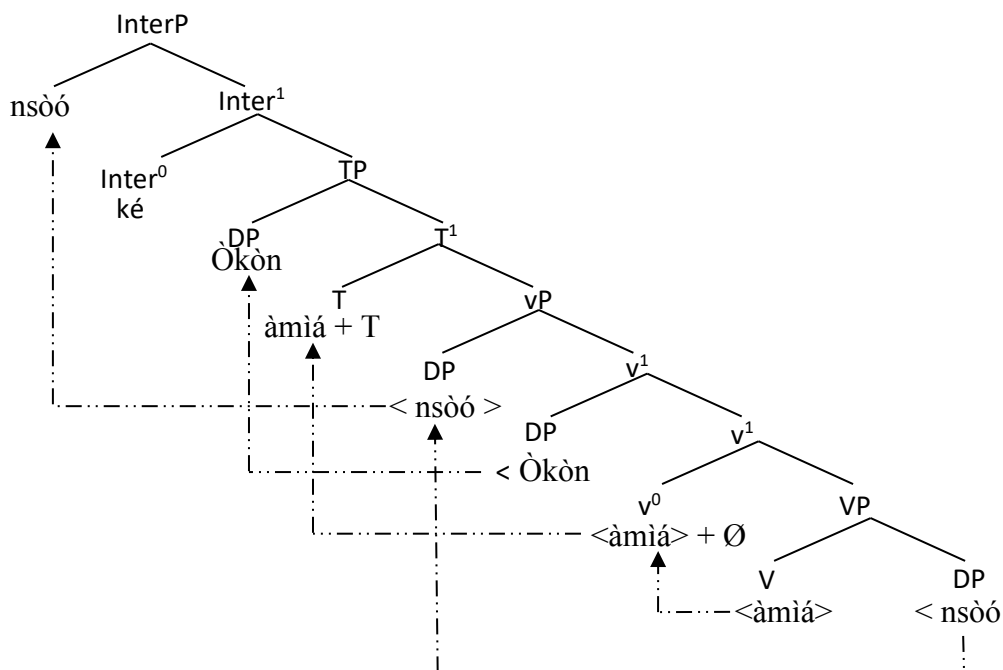 InterP
nsòó Inter¹
Inter⁰ TP
ké
DP T¹
Òkòn
T vP
àmìá + T
DP v¹
< nsòó > DP v¹
< Òkòn
v⁰ VP
<àmìá> + Ø
V DP
<àmìá> < nsòó